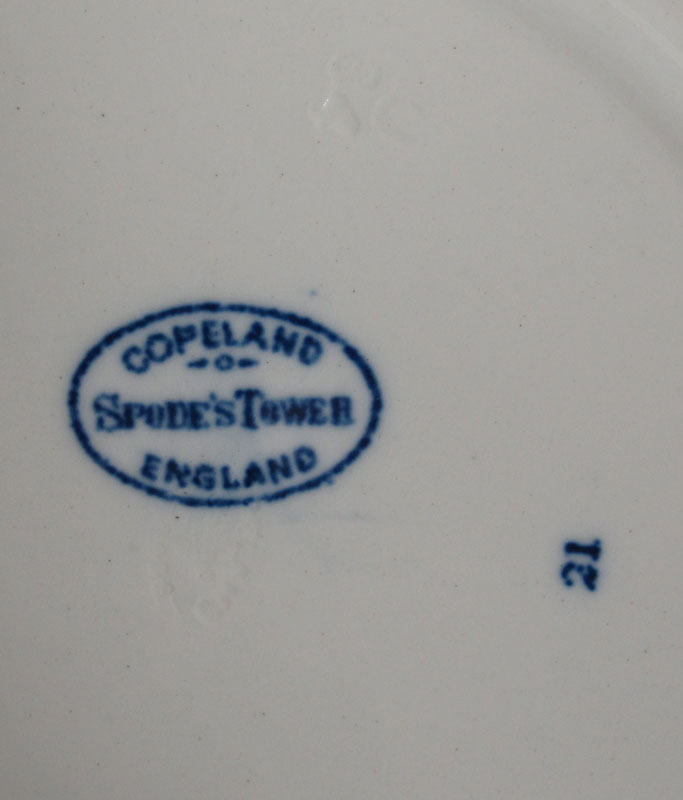 COPELAND
SPODE'S TOWER
ENGLAND
21